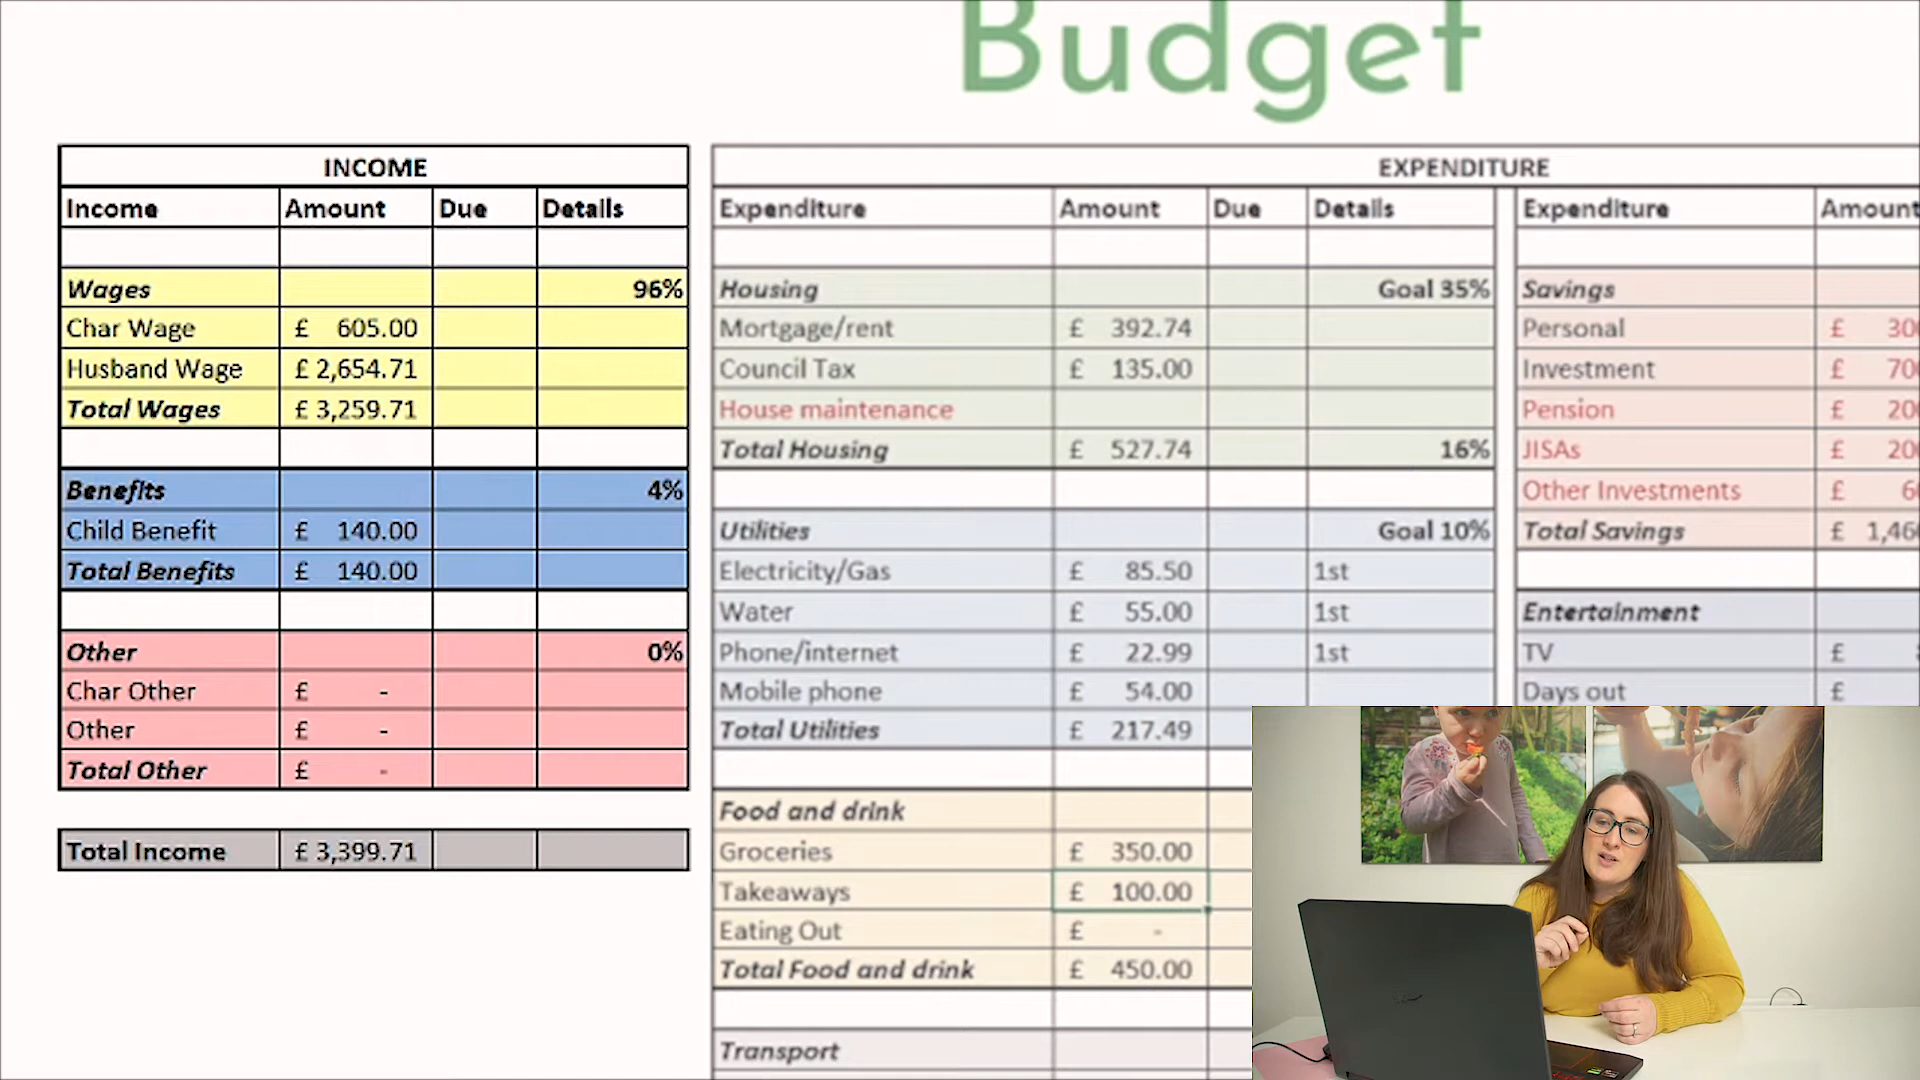 Budget
INCOME
Income Amount Due Details
Wages 96%
Char Wage £ 605.00
Husband Wage £ 2,654.71
Total Wages £ 3,259.71
Benefits 4%
Child Benefit £ 140.00
Total Benefits £ 140.00
Other 0%
Char Other £ -
Other £ -
Total Other £ -
Total Income £ 3,399.71
EXPENDITURE
Expenditure Amount Due Details
Housing Goal 35%
Mortgage/rent £ 392.74
Council Tax £ 135.00
House maintenance
Total Housing £ 527.74 16%
Utilities Goal 10%
Electricity/Gas £ 85.50 1st
Water £ 55.00 1st
Phone/internet £ 22.99 1st
Mobile phone £ 54.00
Total Utilities £ 217.49
Food and drink
Groceries £ 350.00
Takeaways £ 100.00
Eating Out £ -
Total Food and drink £ 450.00
Transport
Expenditure Amount
Savings
Personal £
Investment £
Pension £
JISAs £
Other Investments £
Total Savings £
Entertainment
TV £
Days out £